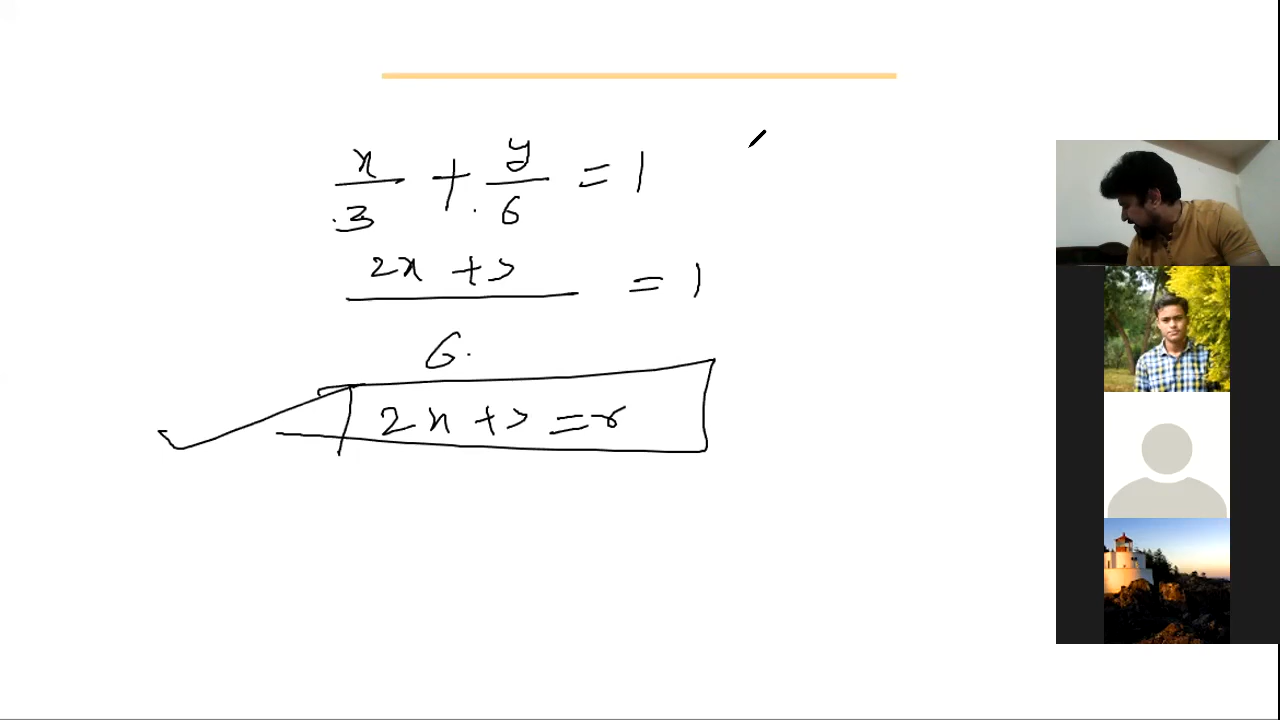 x/3 + y/6 = 1
2x + y / 6 = 1
2x + y = 6